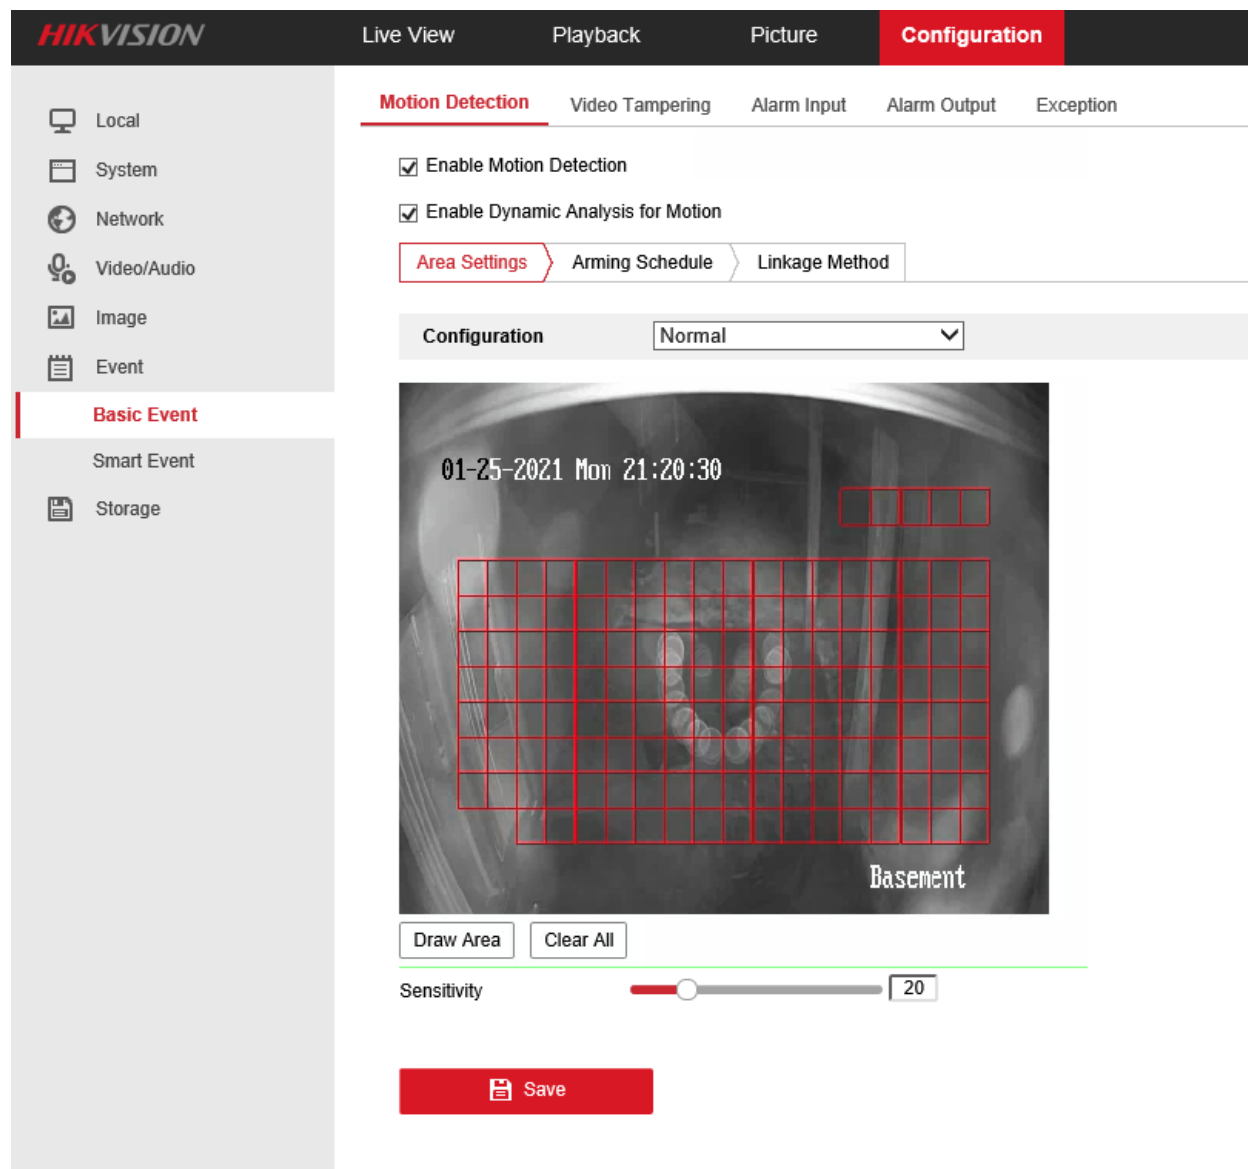 HIKVISION Live View Playback Picture Configuration
Local
System
Network
Video/Audio
Image
Event
Basic Event
Smart Event
Storage
Motion Detection Video Tampering Alarm Input Alarm Output Exception
Enable Motion Detection
Enable Dynamic Analysis for Motion
Area Settings Arming Schedule Linkage Method
Configuration Normal
01-25-2021 Mon 21:20:30
Basement
Draw Area Clear All
Sensitivity 20
Save